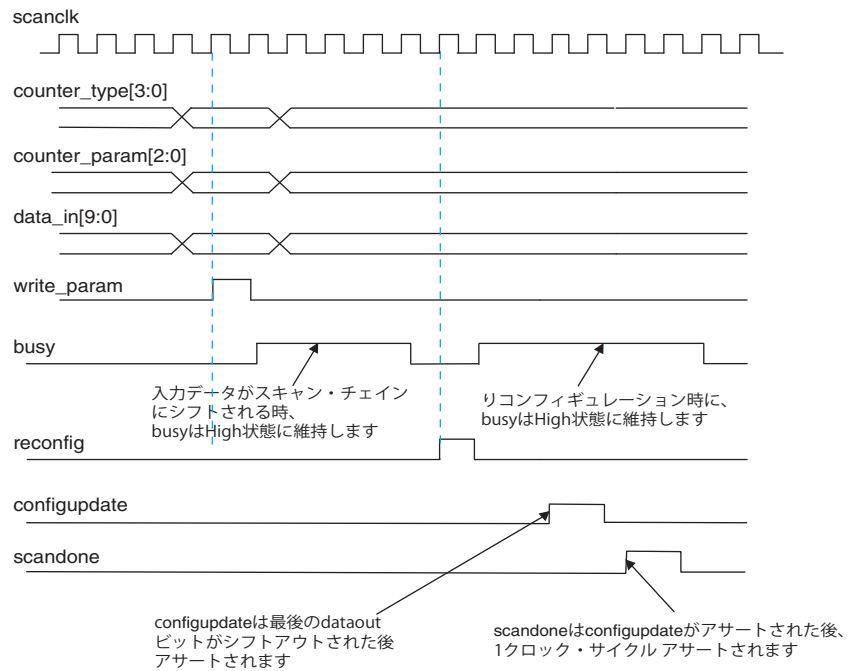 scanclk
counter_type[3:0]
counter_param[2:0]
data_in[9:0]
write_param
busy
入力データがスキャン・チェイン
にシフトされる時、
busyはHigh状態に維持します
りコンフィギュレーション時に、
busyはHigh状態に維持します
reconfig
configupdate
scandone
configupdateは最後のdataout
ビットがシフトアウトされた後
アサートされます
scandoneはconfigupdateがアサートされた後、
1クロック・サイクル アサートされます